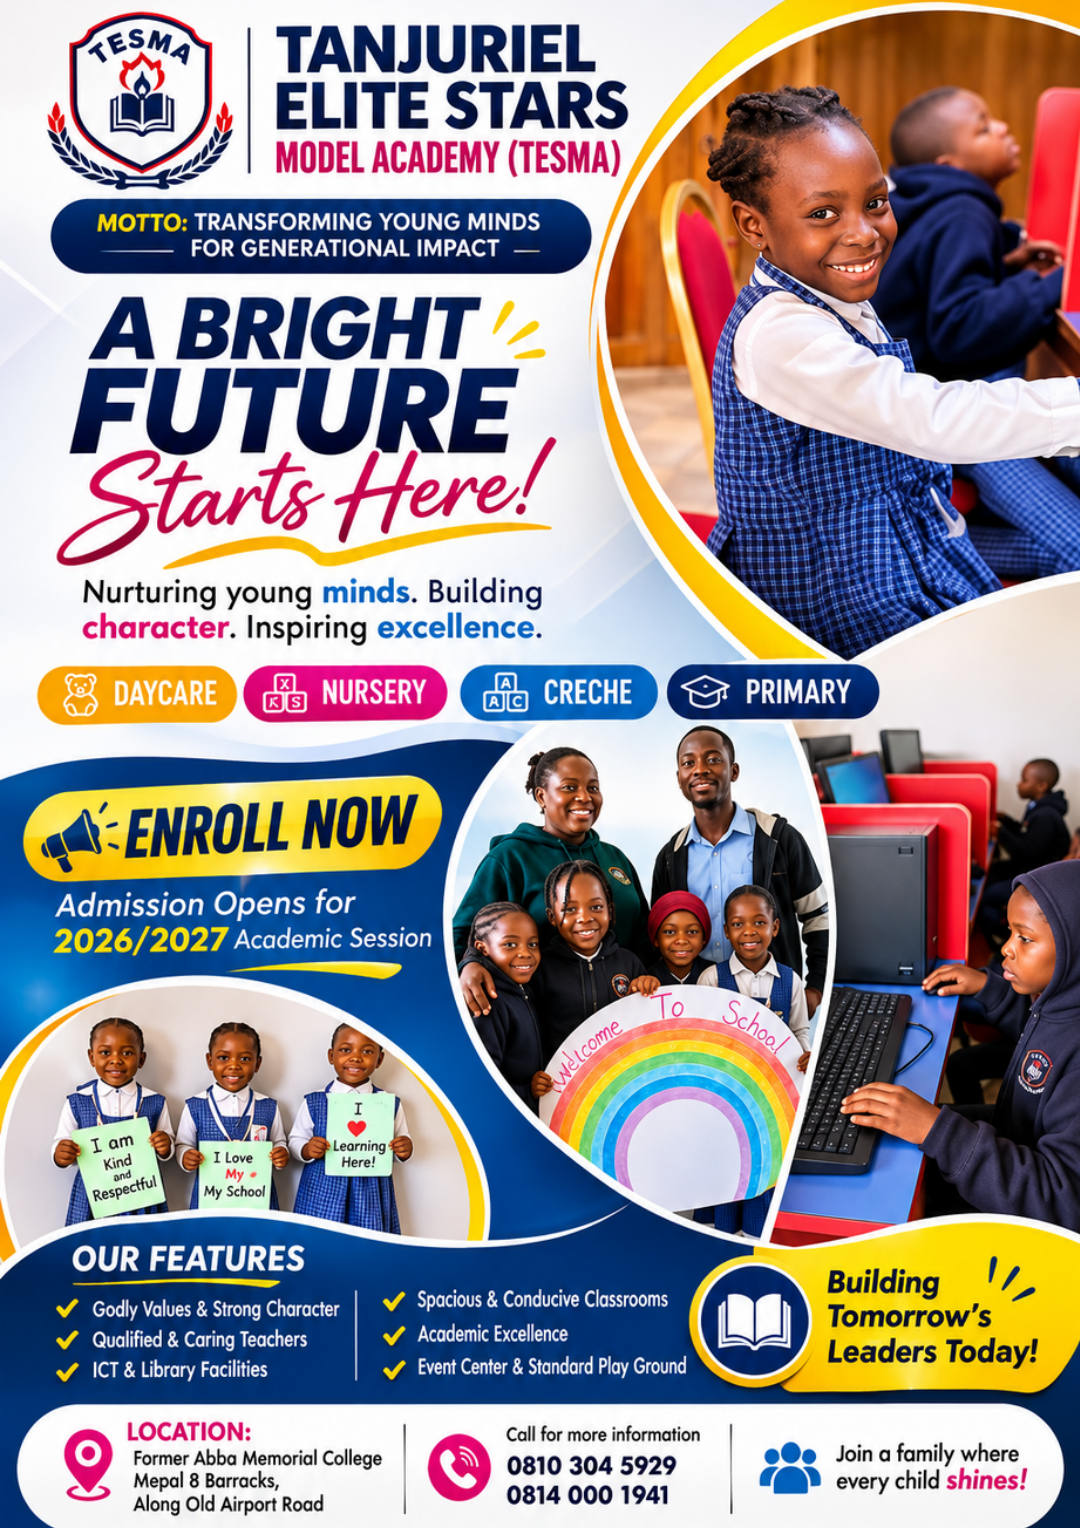 TESMA
TANJURIEL
ELITE STARS
MODEL ACADEMY (TESMA)
MOTTO: TRANSFORMING YOUNG MINDS
FOR GENERATIONAL IMPACT
A BRIGHT
FUTURE
Starts Here!
Nurturing young minds. Building
character. Inspiring excellence.
DAYCARE
X
K S
NURSERY
A
A C
CRECHE
PRIMARY
ENROLL NOW
Admission Opens for
2026/2027 Academic Session
Welcome To School
I am
Kind
and
Respectful
I Love
My
My School
I
Learning
Here!
OUR FEATURES
Godly Values & Strong Character
Qualified & Caring Teachers
ICT & Library Facilities
Spacious & Conducive Classrooms
Academic Excellence
Event Center & Standard Play Ground
Building
Tomorrow's
Leaders Today!
LOCATION:
Former Abba Memorial College
Mepal 8 Barracks,
Along Old Airport Road
Call for more information
0810 304 5929
0814 000 1941
Join a family where
every child shines!